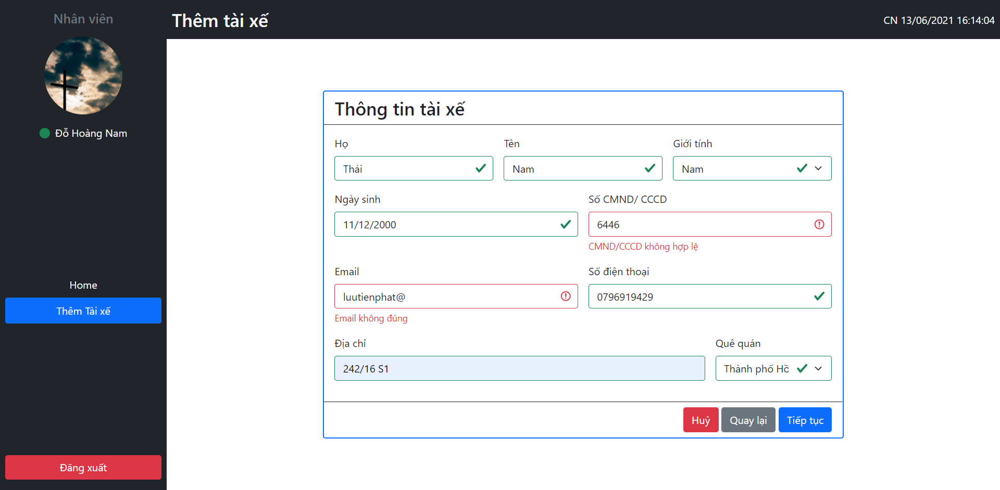 Nhân viên
Đỗ Hoàng Nam
Home
Thêm Tài xế
Đăng xuất
Thêm tài xế
CN 13/06/2021 16:14:04
Thông tin tài xế
Họ Tên Giới tính
Thái Nam Nam
Ngày sinh Số CMND/ CCCD
11/12/2000 6446
CMND/CCCD không hợp lệ
Email Số điện thoại
luutienphat@ 0796919429
Email không đúng
Địa chỉ Quê quán
242/16 S1 Thành phố Hồ
Huỷ Quay lại Tiếp tục